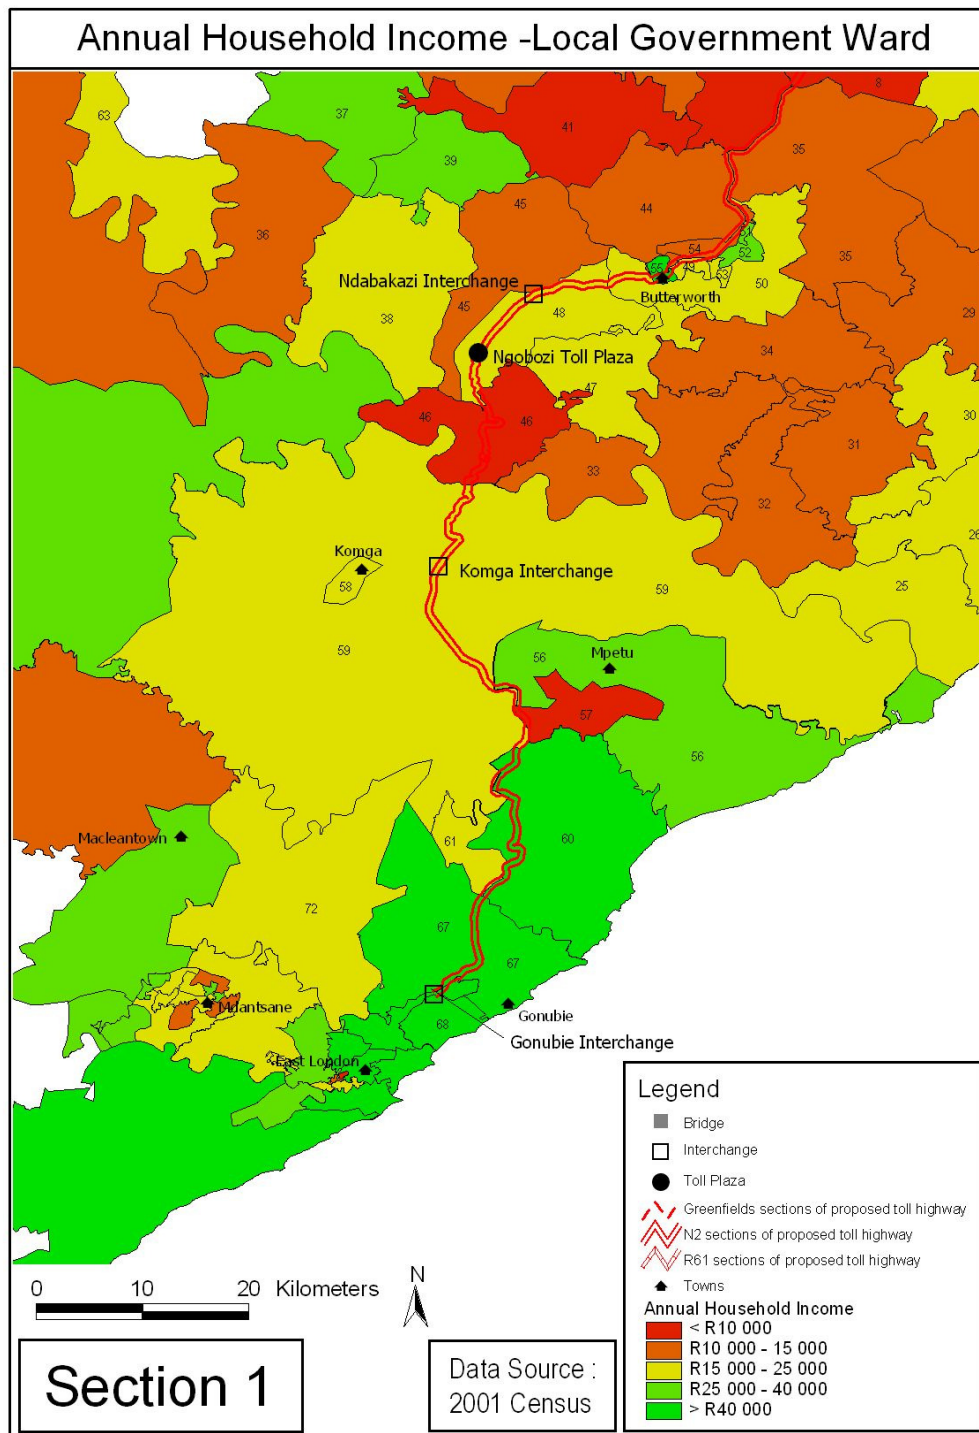 Annual Household Income -Local Government Ward
63
37
41
8
39
35
36
45
44
51
54
52
55
49
53
35
Ndabakazi Interchange
Butterworth
50
38
45
48
29
34
Ngobozi Toll Plaza
47
46
46
30
31
33
32
26
Komga
58
Komga Interchange
59
25
59
56
Mpetu
57
56
Macleantown
61
60
72
67
67
Mdantsane
Gonubie
68
Gonubie Interchange
East London
Legend
Bridge
Interchange
Toll Plaza
Greenfields sections of proposed toll highway
N2 sections of proposed toll highway
R61 sections of proposed toll highway
Towns
Annual Household Income
< R10 000
R10 000 - 15 000
R15 000 - 25 000
R25 000 - 40 000
> R40 000
0 10 20 Kilometers
N
Section 1
Data Source :
2001 Census